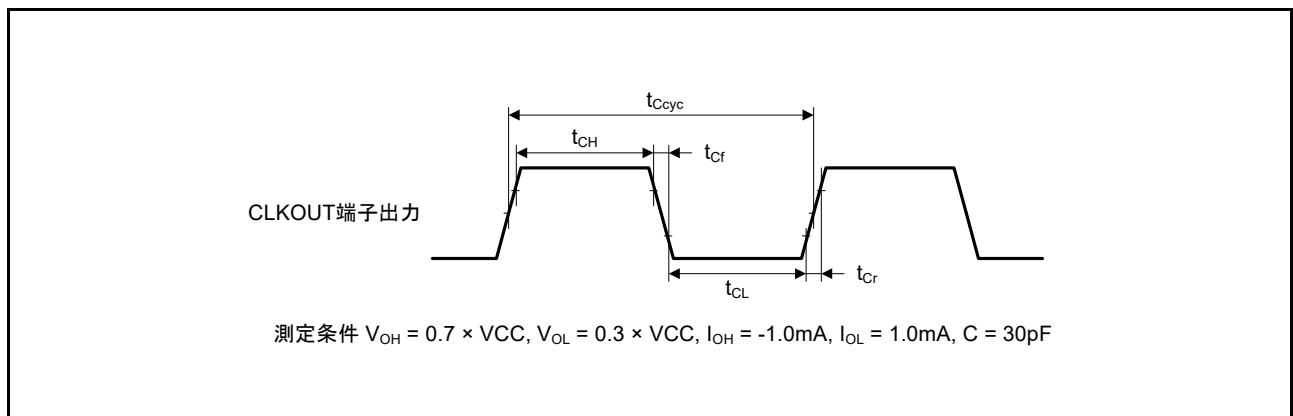 tCcyc
tCH
tCf
CLKOUT端子出力
tCL
tCr
測定条件 VOH = 0.7 × VCC, VOL = 0.3 × VCC, IOH = -1.0mA, IOL = 1.0mA, C = 30pF